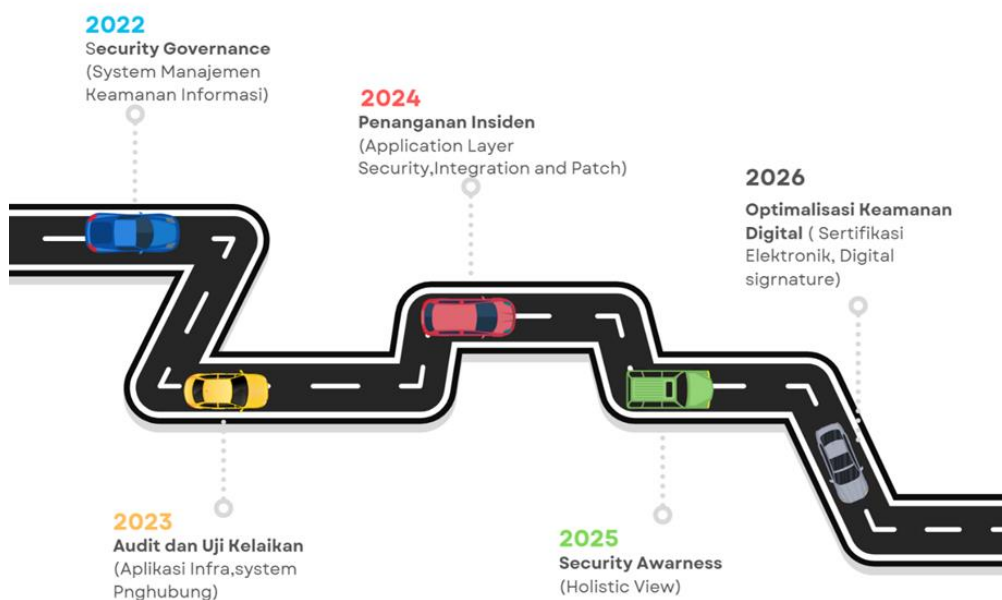 2022
Security Governance
(System Manajemen
Keamanan Informasi)
2024
Penanganan Insiden
(Application Layer
Security,Integration and Patch)
2026
Optimalisasi Keamanan
Digital ( Sertifikasi
Elektronik, Digital
sigrnature)
2023
Audit dan Uji Kelaikan
(Aplikasi Infra,system
Pnghubung)
2025
Security Awarness
(Holistic View)